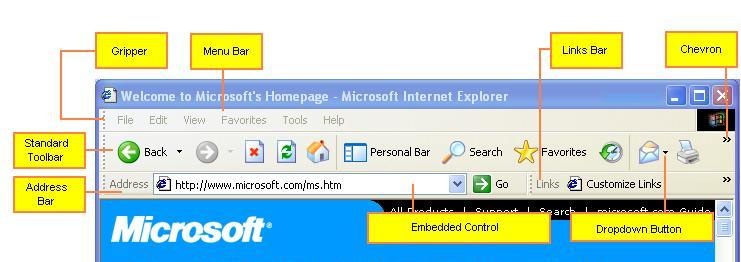 Gripper
Menu Bar
Links Bar
Chevron
Welcome to Microsoft's Homepage - Microsoft Internet Explorer
File Edit View Favorites Tools Help
Standard
Toolbar
Back Personal Bar Search Favorites
Address
Bar
Address http://www.microsoft.com/ms.htm Go Links Customize Links
All Products | Support | Search | microsoft.com Guide
Microsoft®
Embedded Control
Dropdown Button